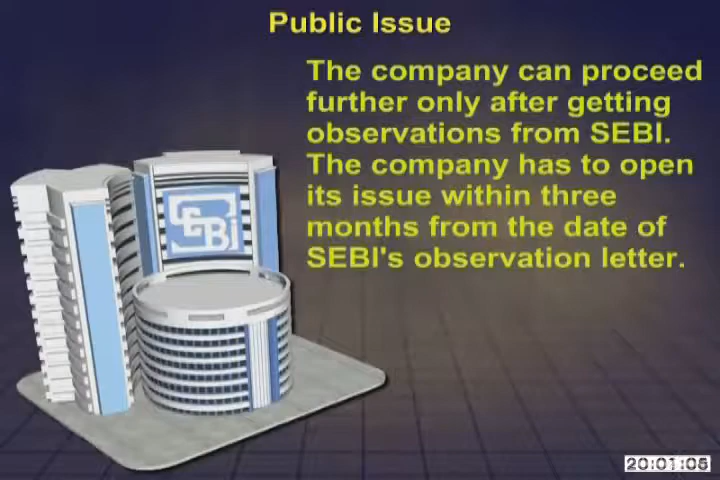 Public Issue
The company can proceed
further only after getting
observations from SEBI.
The company has to open
its issue within three
months from the date of
SEBI's observation letter.
SEBi
20:01:05